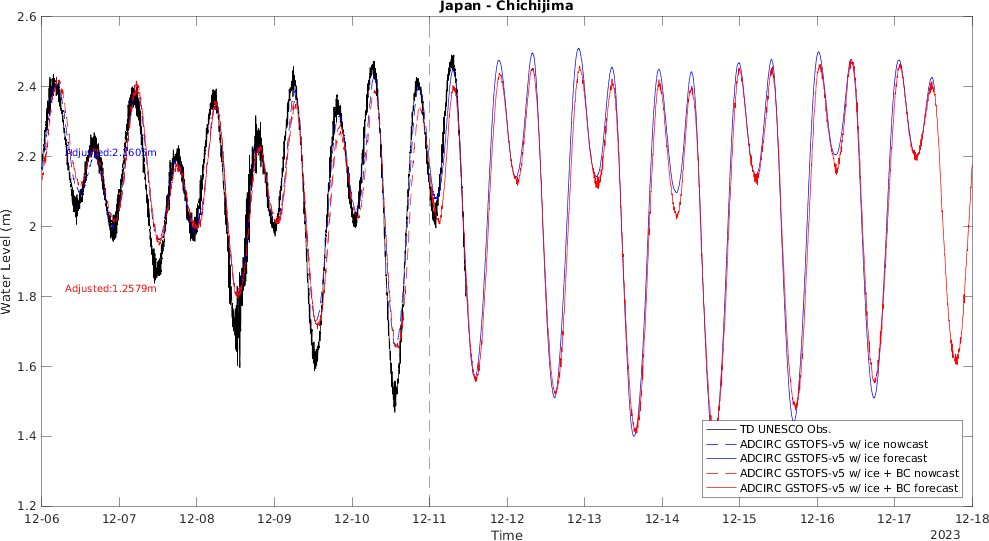 Japan - Chichijima
2.6
2.4
2.2
2
1.8
1.6
1.4
1.2
Water Level (m)
Adjusted:1.2579m
TD UNESCO Obs.
ADCIRC GSTOFS-v5 w/ ice nowcast
ADCIRC GSTOFS-v5 w/ ice forecast
ADCIRC GSTOFS-v5 w/ ice + BC nowcast
ADCIRC GSTOFS-v5 w/ ice + BC forecast
12-06 12-07 12-08 12-09 12-10 12-11 12-12 12-13 12-14 12-15 12-16 12-17 12-18
Time
2023